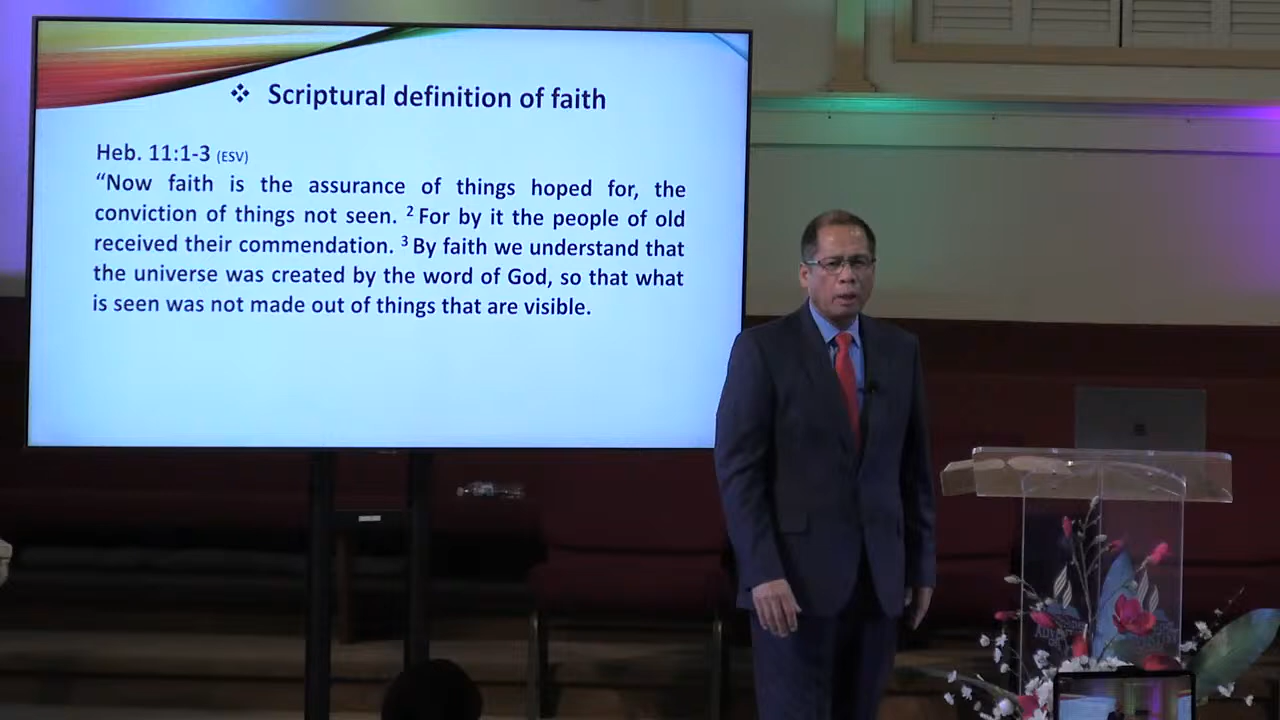 ❖ Scriptural definition of faith
Heb. 11:1-3 (ESV)
“Now faith is the assurance of things hoped for, the
conviction of things not seen. ² For by it the people of old
received their commendation. ³ By faith we understand that
the universe was created by the word of God, so that what
is seen was not made out of things that are visible.